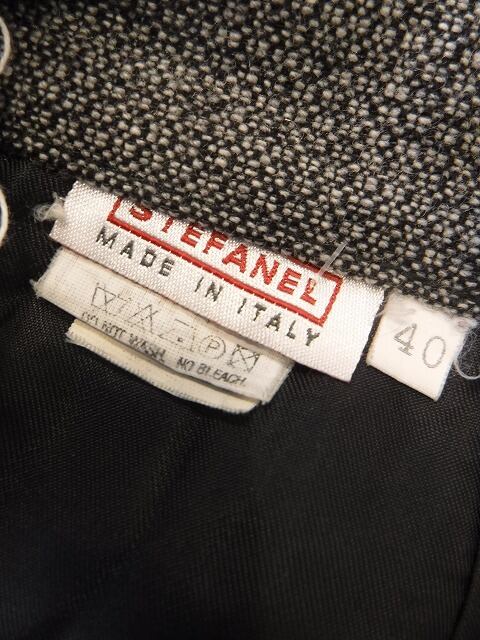 STEFANEL
MADE IN ITALY
40
P
DO NOT WASH NO BLEACH